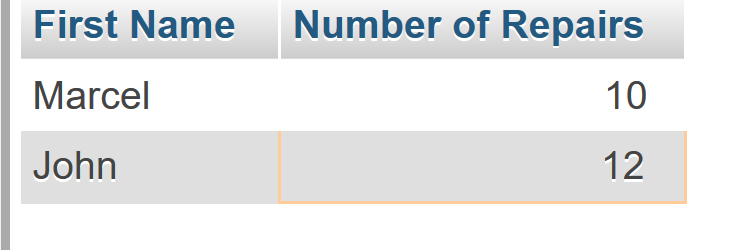 First Name Number of Repairs
Marcel 10
John 12